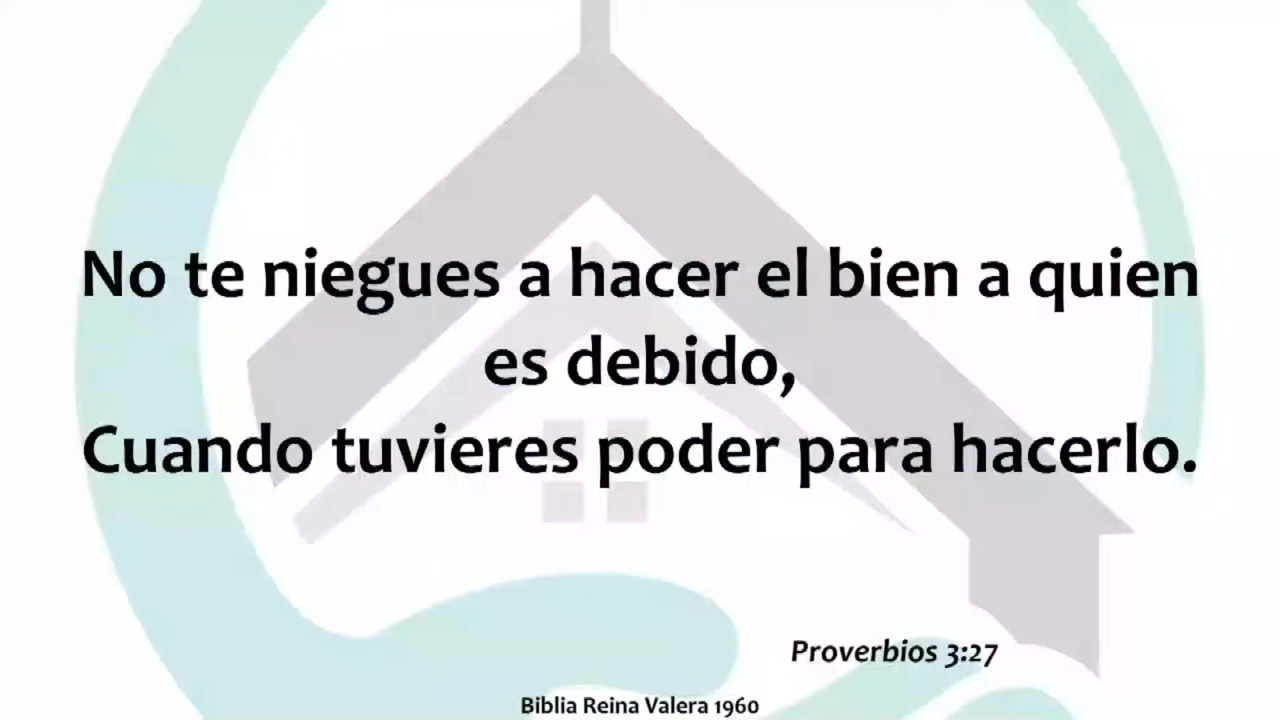 No te niegues a hacer el bien a quien
es debido,
Cuando tuvieres poder para hacerlo.
Proverbios 3:27
Biblia Reina Valera 1960